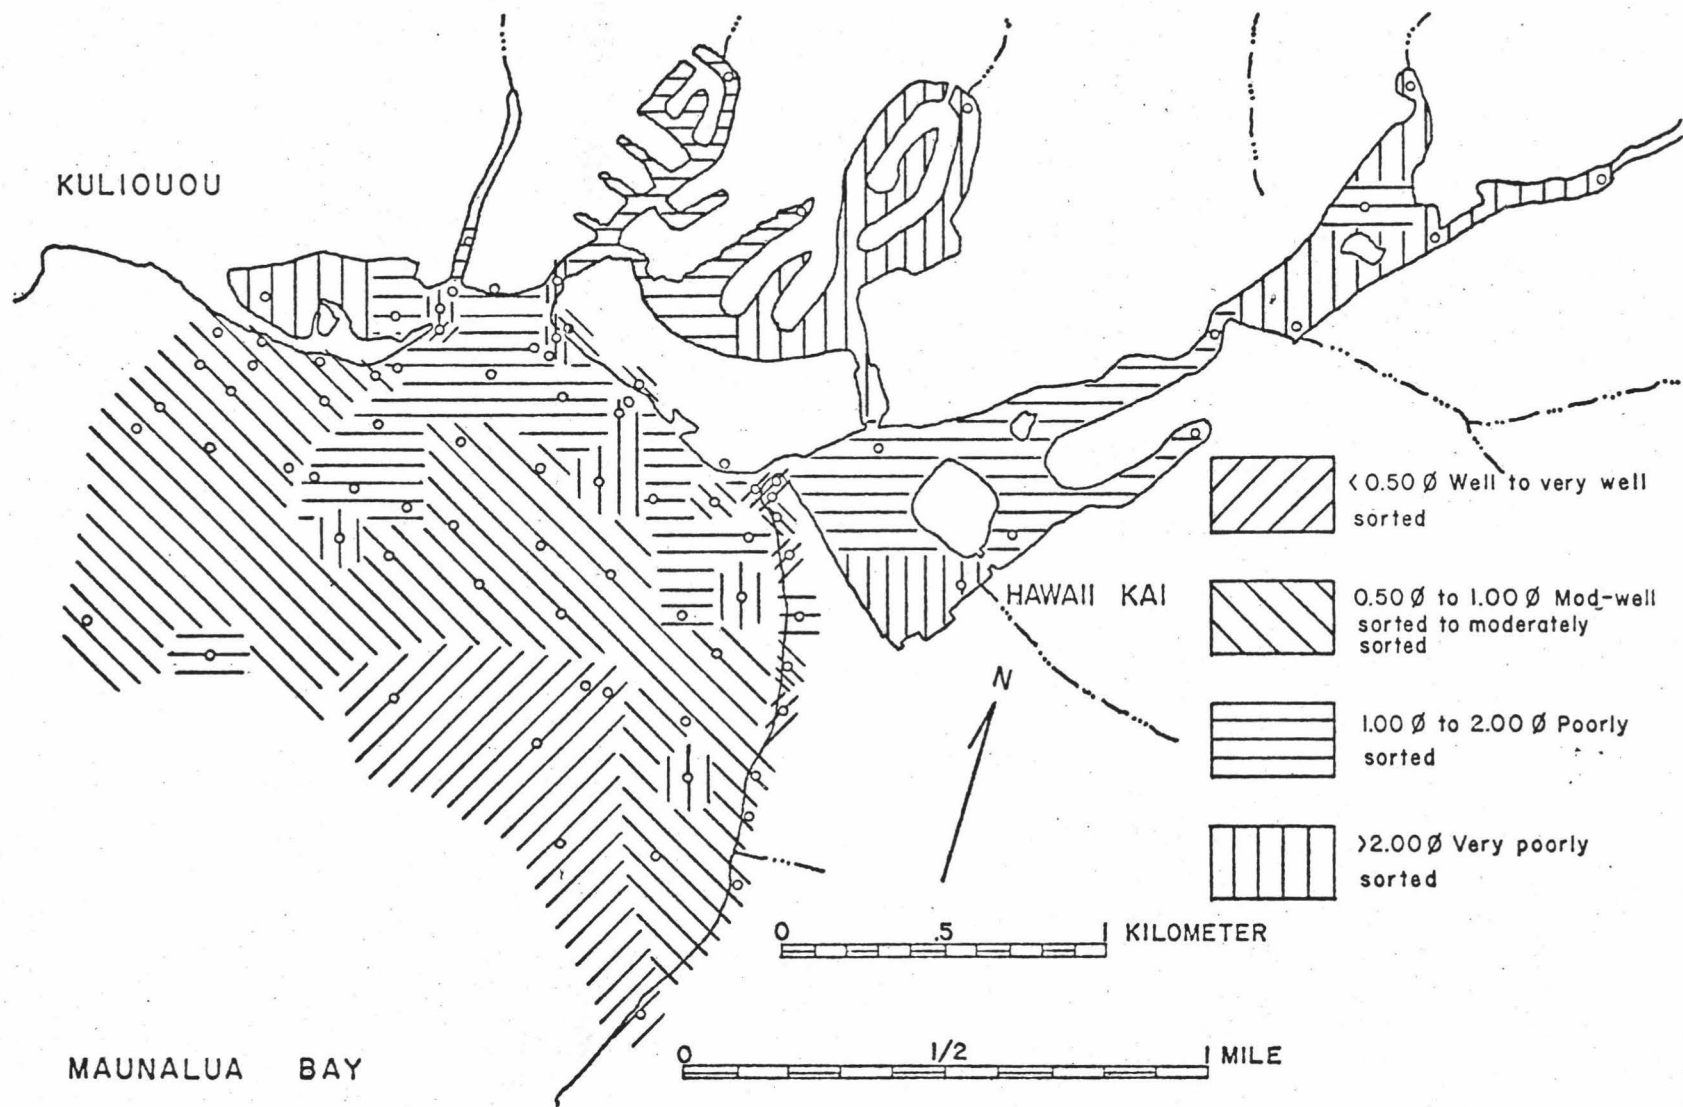 KULIOUOU
< 0.50 Ø Well to very well
sorted
0.50 Ø to 1.00 Ø Mod-well
sorted to moderately
sorted
HAWAII KAI
N
1.00 Ø to 2.00 Ø Poorly
sorted
>2.00 Ø Very poorly
sorted
0 .5 1 KILOMETER
0 1/2 1 MILE
MAUNALUA BAY